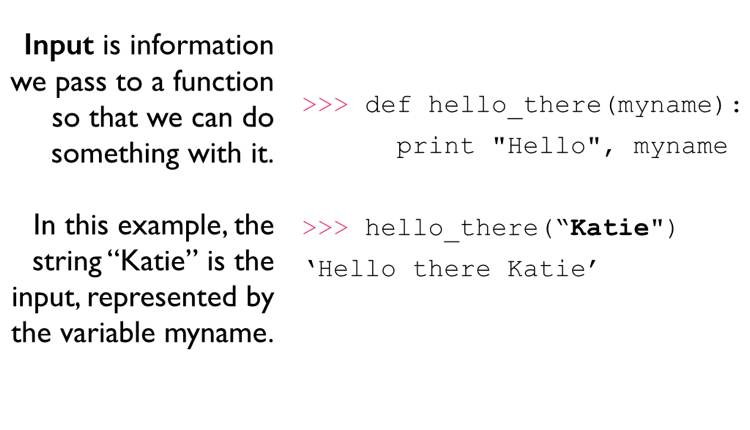 Input is information
we pass to a function
so that we can do
something with it.
>>> def hello_there(myname):
print "Hello", myname
In this example, the
string “Katie” is the
input, represented by
the variable myname.
>>> hello_there(“Katie")
‘Hello there Katie’